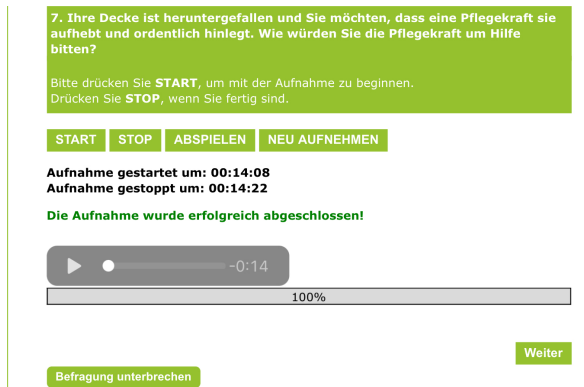 7. Ihre Decke ist heruntergefallen und Sie möchten, dass eine Pflegekraft sie
aufhebt und ordentlich hinlegt. Wie würden Sie die Pflegekraft um Hilfe
bitten?
Bitte drücken Sie START, um mit der Aufnahme zu beginnen.
Drücken Sie STOP, wenn Sie fertig sind.
START STOP ABSPIELEN NEU AUFNEHMEN
Aufnahme gestartet um: 00:14:08
Aufnahme gestoppt um: 00:14:22
Die Aufnahme wurde erfolgreich abgeschlossen!
-0:14
100%
Weiter
Befragung unterbrechen